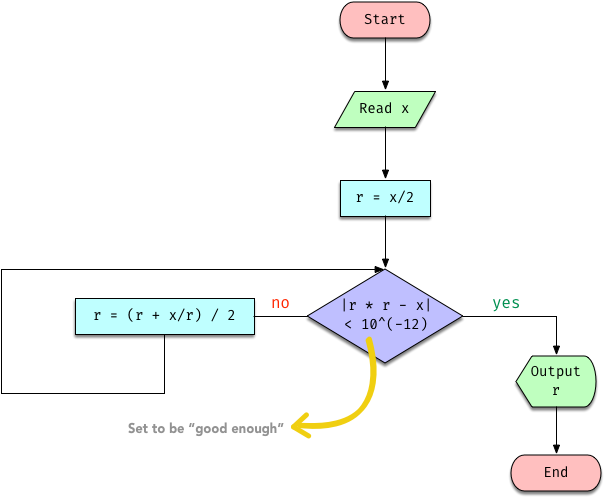 Start
Read x
r = x/2
|r * r - x|
< 10^(-12)
no
r = (r + x/r) / 2
yes
Output
r
Set to be “good enough”
End